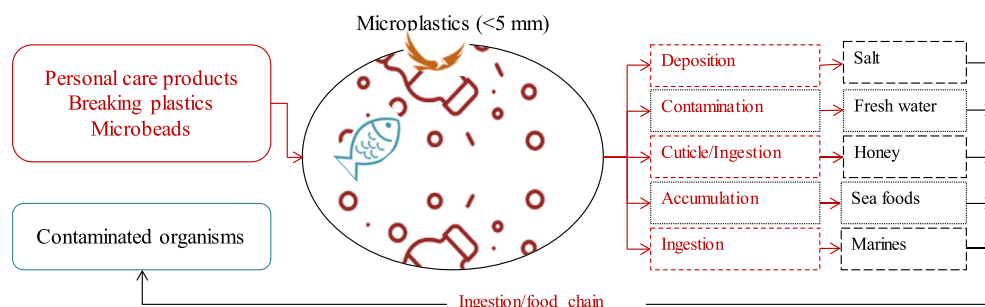 Microplastics (<5 mm)
Personal care products
Breaking plastics
Microbeads
Contaminated organisms
Deposition
Salt
Contamination
Fresh water
Cuticle/Ingestion
Honey
Accumulation
Sea foods
Ingestion
Marines
Ingestion/food chain